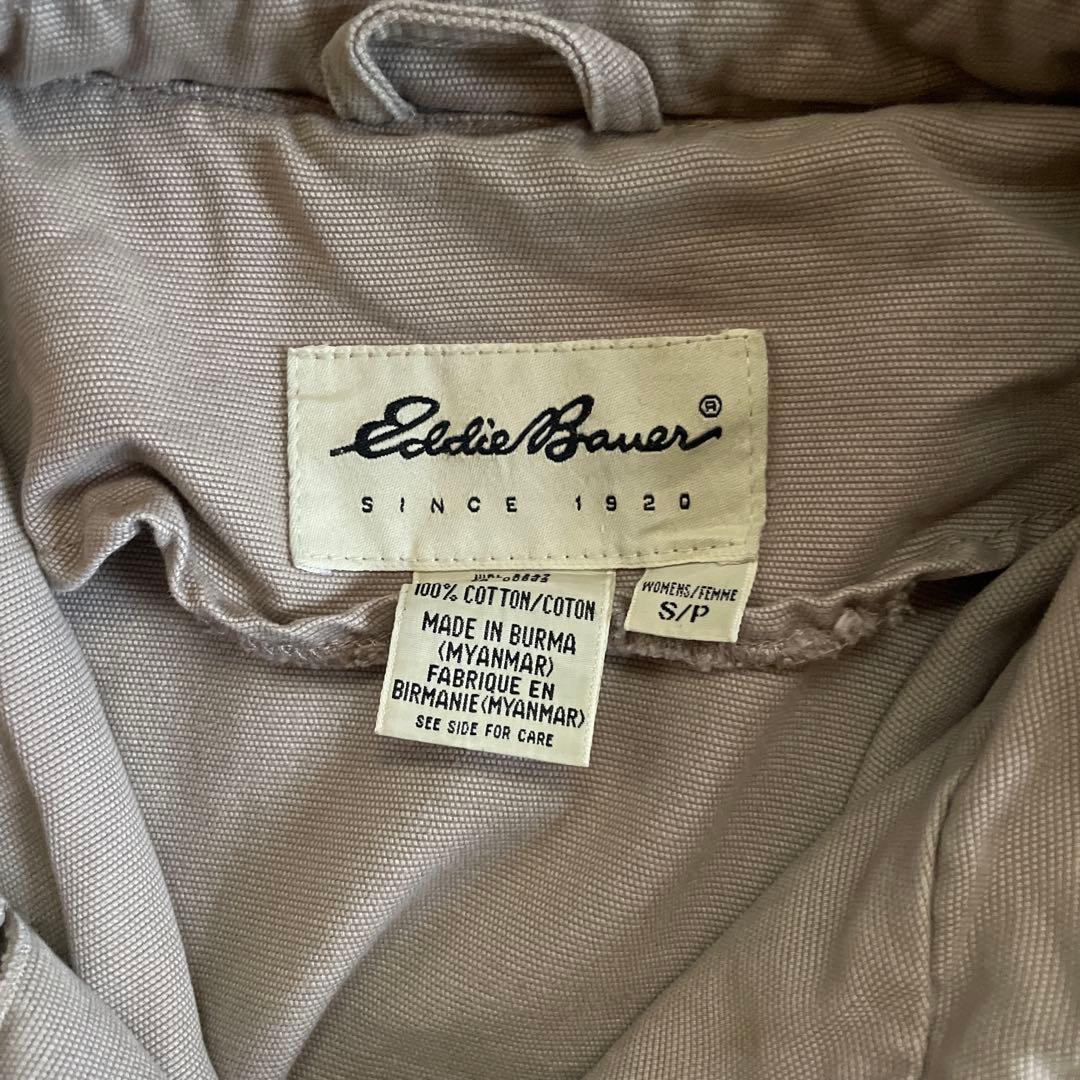 Eddie Bauer®
SINCE 1920
100% COTTON/COTON
MADE IN BURMA
(MYANMAR)
FABRIQUE EN
BIRMANIE(MYANMAR)
SEE SIDE FOR CARE
WOMENS/FEMME
S/P